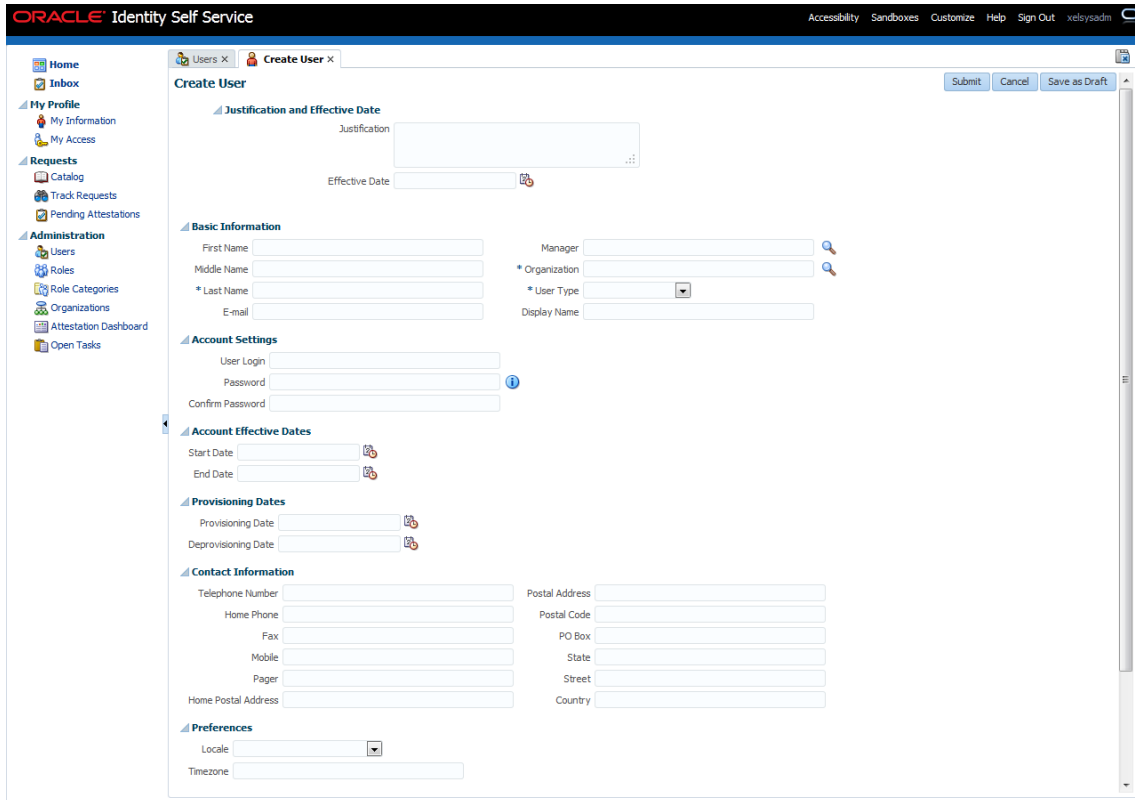 ORACLE Identity Self Service
Accessibility Sandboxes Customize Help Sign Out xelsysadm
Home
Inbox
My Profile
My Information
My Access
Requests
Catalog
Track Requests
Pending Attestations
Administration
Users
Roles
Role Categories
Organizations
Attestation Dashboard
Open Tasks
Users Create User
Create User
Submit Cancel Save as Draft
Justification and Effective Date
Justification
Effective Date
Basic Information
First Name Manager
Middle Name * Organization
* Last Name * User Type
E-mail Display Name
Account Settings
User Login
Password
Confirm Password
Account Effective Dates
Start Date
End Date
Provisioning Dates
Provisioning Date
Deprovisioning Date
Contact Information
Telephone Number Postal Address
Home Phone Postal Code
Fax PO Box
Mobile State
Pager Street
Home Postal Address Country
Preferences
Locale
Timezone